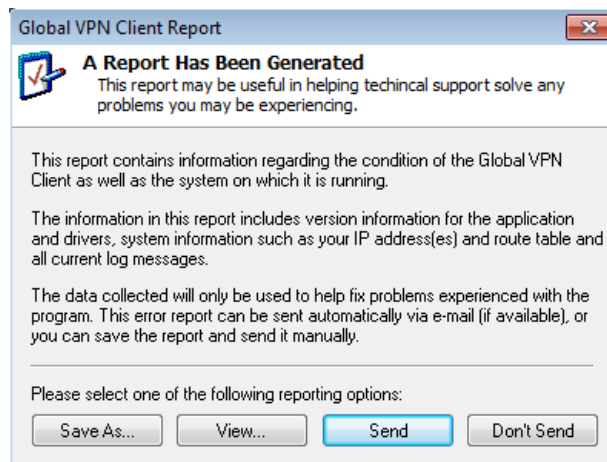 Global VPN Client Report
A Report Has Been Generated
This report may be useful in helping techincal support solve any
problems you may be experiencing.
This report contains information regarding the condition of the Global VPN
Client as well as the system on which it is running.
The information in this report includes version information for the application
and drivers, system information such as your IP address(es) and route table and
all current log messages.
The data collected will only be used to help fix problems experienced with the
program. This error report can be sent automatically via e-mail (if available), or
you can save the report and send it manually.
Please select one of the following reporting options:
Save As... View... Send Don't Send